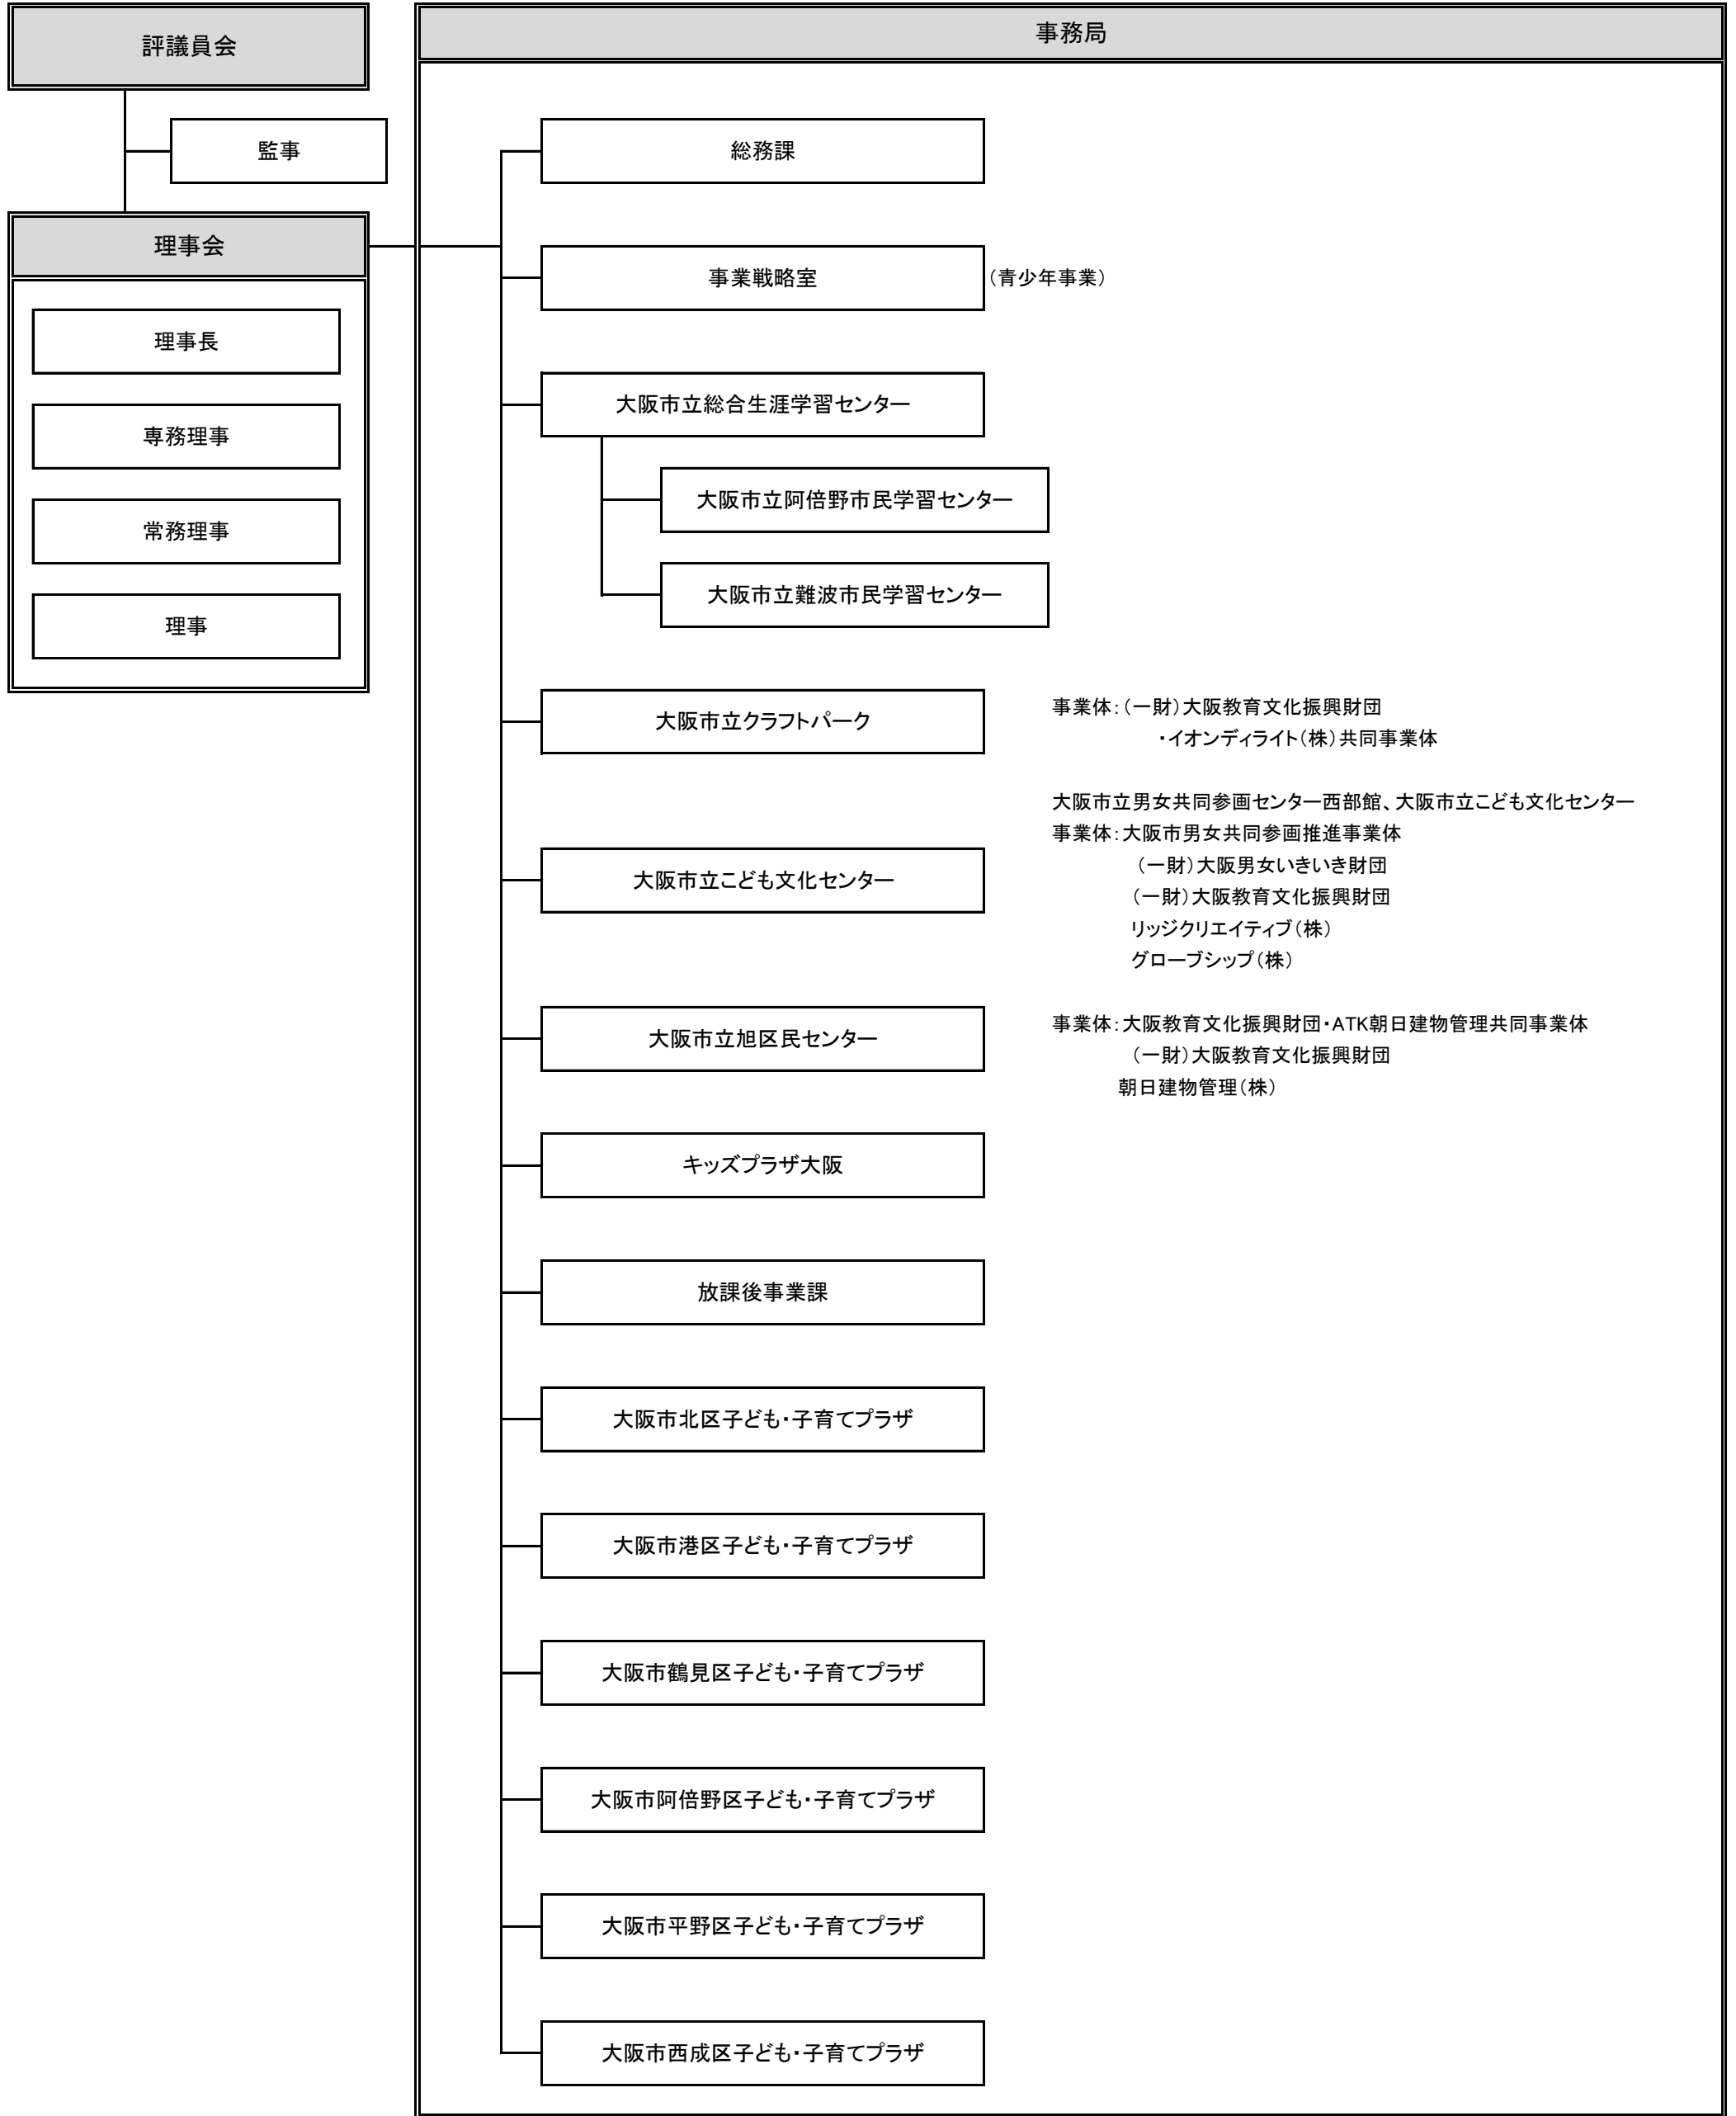 評議員会
監事
理事会
理事長
専務理事
常務理事
理事
事務局
総務課
事業戦略室
（青少年事業）
大阪市立総合生涯学習センター
大阪市立阿倍野市民学習センター
大阪市立難波市民学習センター
大阪市立クラフトパーク
事業体：（一財）大阪教育文化振興財団
・イオンディライト（株）共同事業体
大阪市立こども文化センター
大阪市立男女共同参画センター西部館、大阪市立こども文化センター
事業体：大阪市男女共同参画推進事業体
（一財）大阪男女いきいき財団
（一財）大阪教育文化振興財団
リッジクリエイティブ（株）
グローブシップ（株）
大阪市立旭区民センター
事業体：大阪教育文化振興財団・ATK朝日建物管理共同事業体
（一財）大阪教育文化振興財団
朝日建物管理（株）
キッズプラザ大阪
放課後事業課
大阪市北区子ども・子育てプラザ
大阪市港区子ども・子育てプラザ
大阪市鶴見区子ども・子育てプラザ
大阪市阿倍野区子ども・子育てプラザ
大阪市平野区子ども・子育てプラザ
大阪市西成区子ども・子育てプラザ